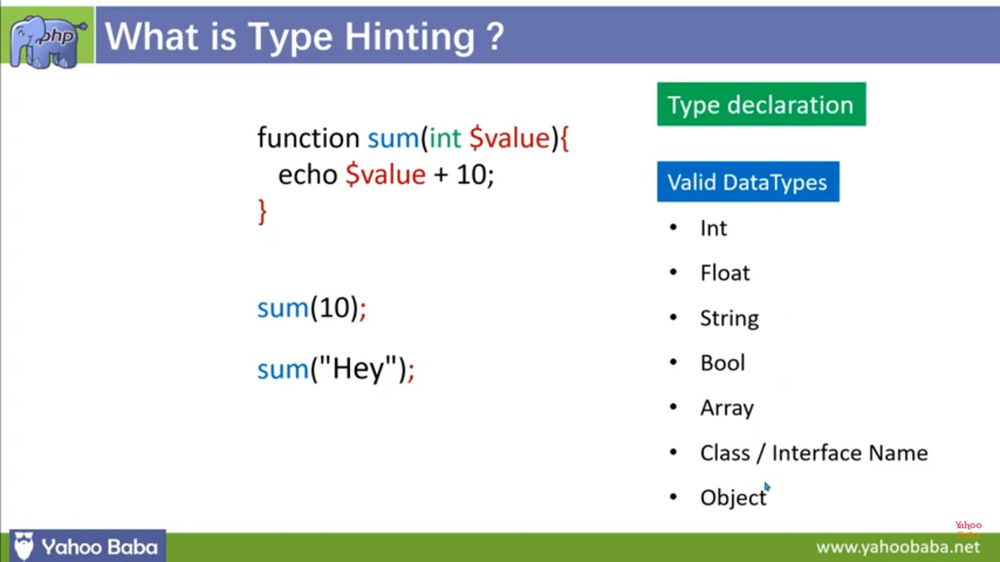 php
What is Type Hinting ?
function sum(int $value){
echo $value + 10;
}
sum(10);
sum("Hey");
Type declaration
Valid DataTypes
• Int
• Float
• String
• Bool
• Array
• Class / Interface Name
• Object
Yahoo
Baba
Yahoo Baba
www.yahoobaba.net